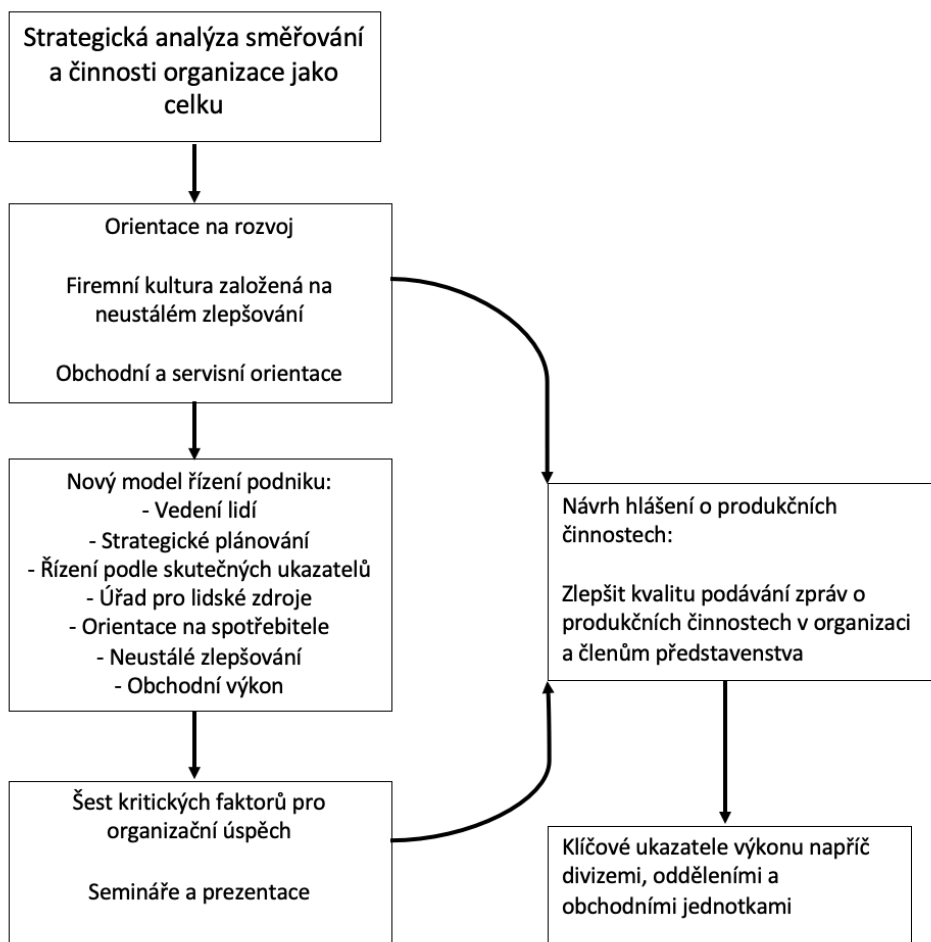 Strategická analýza směřování
a činnosti organizace jako
celku
Orientace na rozvoj
Firemní kultura založená na
neustálém zlepšování
Obchodní a servisní orientace
Nový model řízení podniku:
- Vedení lidí
- Strategické plánování
- Řízení podle skutečných ukazatelů
- Úřad pro lidské zdroje
- Orientace na spotřebitele
- Neustálé zlepšování
- Obchodní výkon
Šest kritických faktorů pro
organizační úspěch
Semináře a prezentace
Návrh hlášení o produkčních
činnostech:
Zlepšit kvalitu podávání zpráv o
produkčních činnostech v organizaci
a členům představenstva
Klíčové ukazatele výkonu napříč
divizemi, odděleními a
obchodními jednotkami